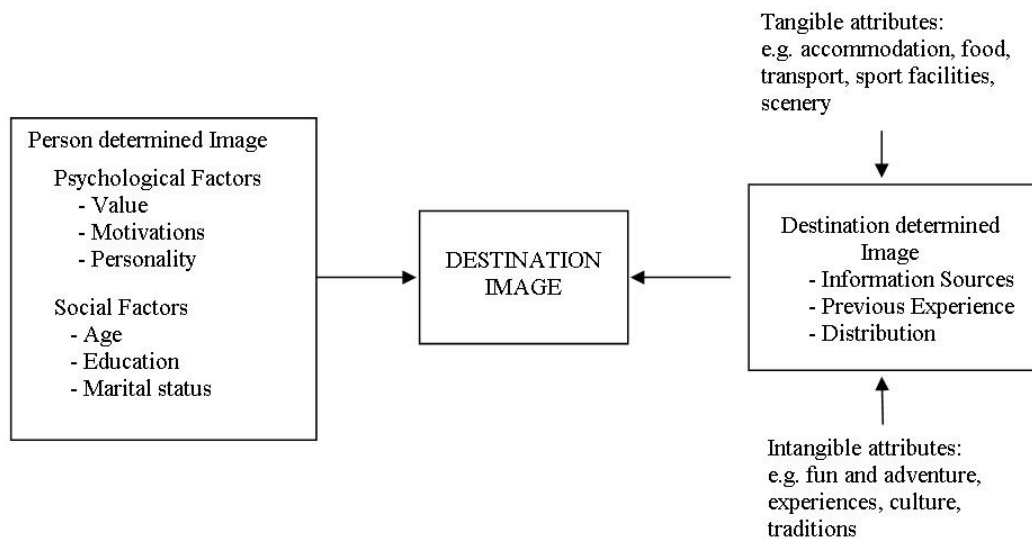 Person determined Image
Psychological Factors
- Value
- Motivations
- Personality
Social Factors
- Age
- Education
- Marital status
DESTINATION
IMAGE
Tangible attributes:
e.g. accommodation, food,
transport, sport facilities,
scenery
Destination determined
Image
- Information Sources
- Previous Experience
- Distribution
Intangible attributes:
e.g. fun and adventure,
experiences, culture,
traditions